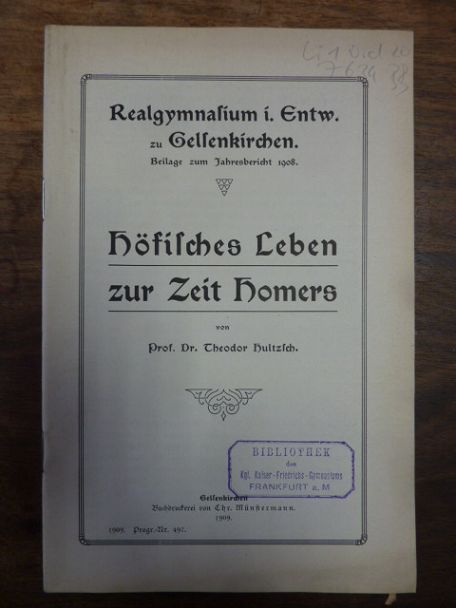 Realgymnaſium i. Entw.
zu Gelſenkirchen.
Beilage zum Jahresbericht 1908.
Höfiſches Leben
zur Zeit Homers
von
Prof. Dr. Theodor Hultzſch.
BIBLIOTHEK
des
Kgl. Kaiser-Friedrichs-Gymnasiums
FRANKFURT a. M
Gelſenkirchen
Buchdruckerei von Chr. Münſtermann.
1909.
1909. Progr.-Nr. 497.